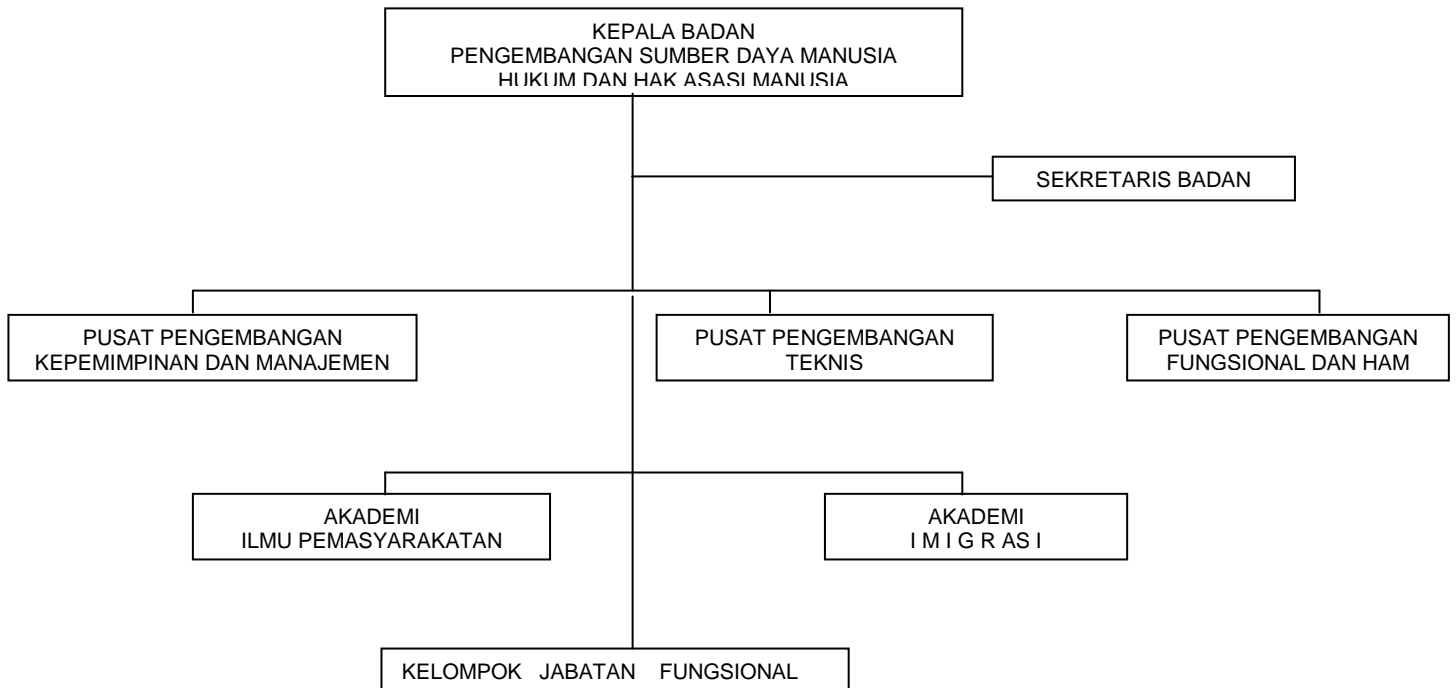 KEPALA BADAN
PENGEMBANGAN SUMBER DAYA MANUSIA
HUKUM DAN HAK ASASI MANUSIA
SEKRETARIS BADAN
PUSAT PENGEMBANGAN
KEPEMIMPINAN DAN MANAJEMEN
PUSAT PENGEMBANGAN
TEKNIS
PUSAT PENGEMBANGAN
FUNGSIONAL DAN HAM
AKADEMI
ILMU PEMASYARAKATAN
AKADEMI
I M I G R AS I
KELOMPOK JABATAN FUNGSIONAL